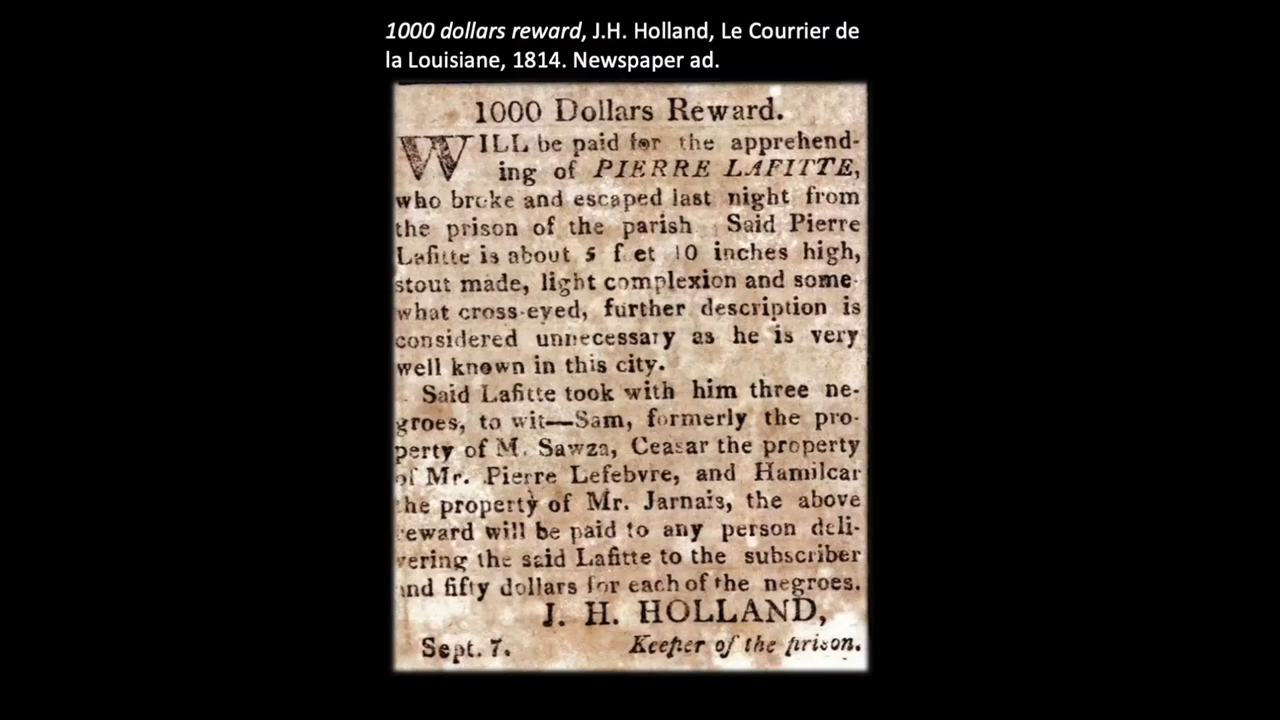 1000 dollars reward, J.H. Holland, Le Courrier de
la Louisiane, 1814. Newspaper ad.
1000 Dollars Reward.
WILL be paid for the apprehend-
ing of PIERRE LAFITTE,
who broke and escaped last night from
the prison of the parish Said Pierre
Lafitte is about 5 f et 10 inches high,
stout made, light complexion and some-
what cross-eyed, further description is
considered unnecessary as he is very
well known in this city.
Said Lafitte took with him three ne-
groes, to wit—Sam, formerly the pro-
perty of M. Sawza, Ceasar the property
of Mr. Pierre Lefebvre, and Hamilcar
the property of Mr. Jarnais, the above
reward will be paid to any person deli-
vering the said Lafitte to the subscriber
and fifty dollars for each of the negroes.
J. H. HOLLAND,
Sept. 7. Keeper of the prison.